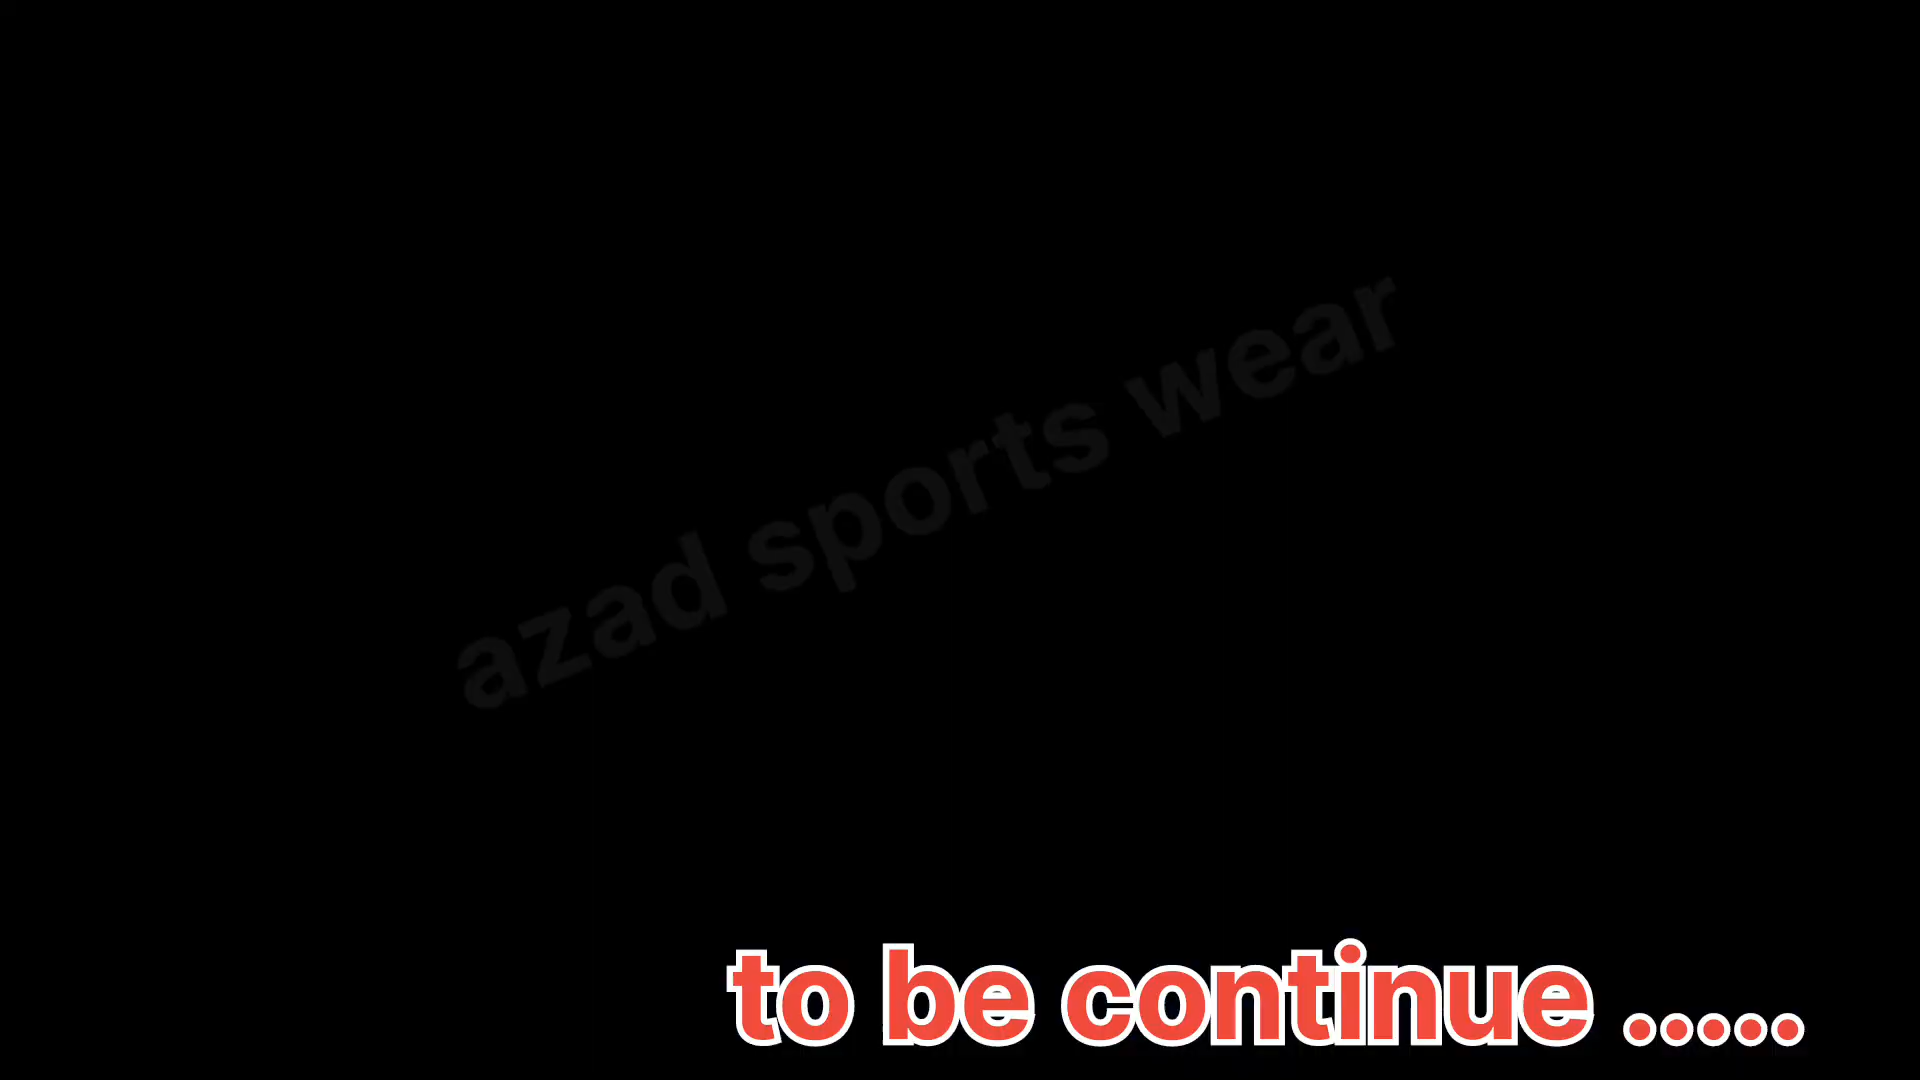 azad sports wear
to be continue .....